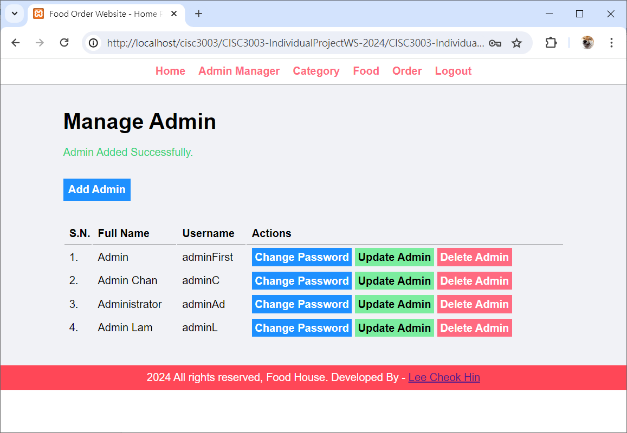 Food Order Website - Home P
http://localhost/cisc3003/CISC3003-IndividualProjectWS-2024/CISC3003-Individua...
Home Admin Manager Category Food Order Logout
Manage Admin
Admin Added Successfully.
Add Admin
S.N. Full Name Username Actions
1. Admin adminFirst Change Password Update Admin Delete Admin
2. Admin Chan adminC Change Password Update Admin Delete Admin
3. Administrator adminAd Change Password Update Admin Delete Admin
4. Admin Lam adminL Change Password Update Admin Delete Admin
2024 All rights reserved, Food House. Developed By - Lee Cheok Hin